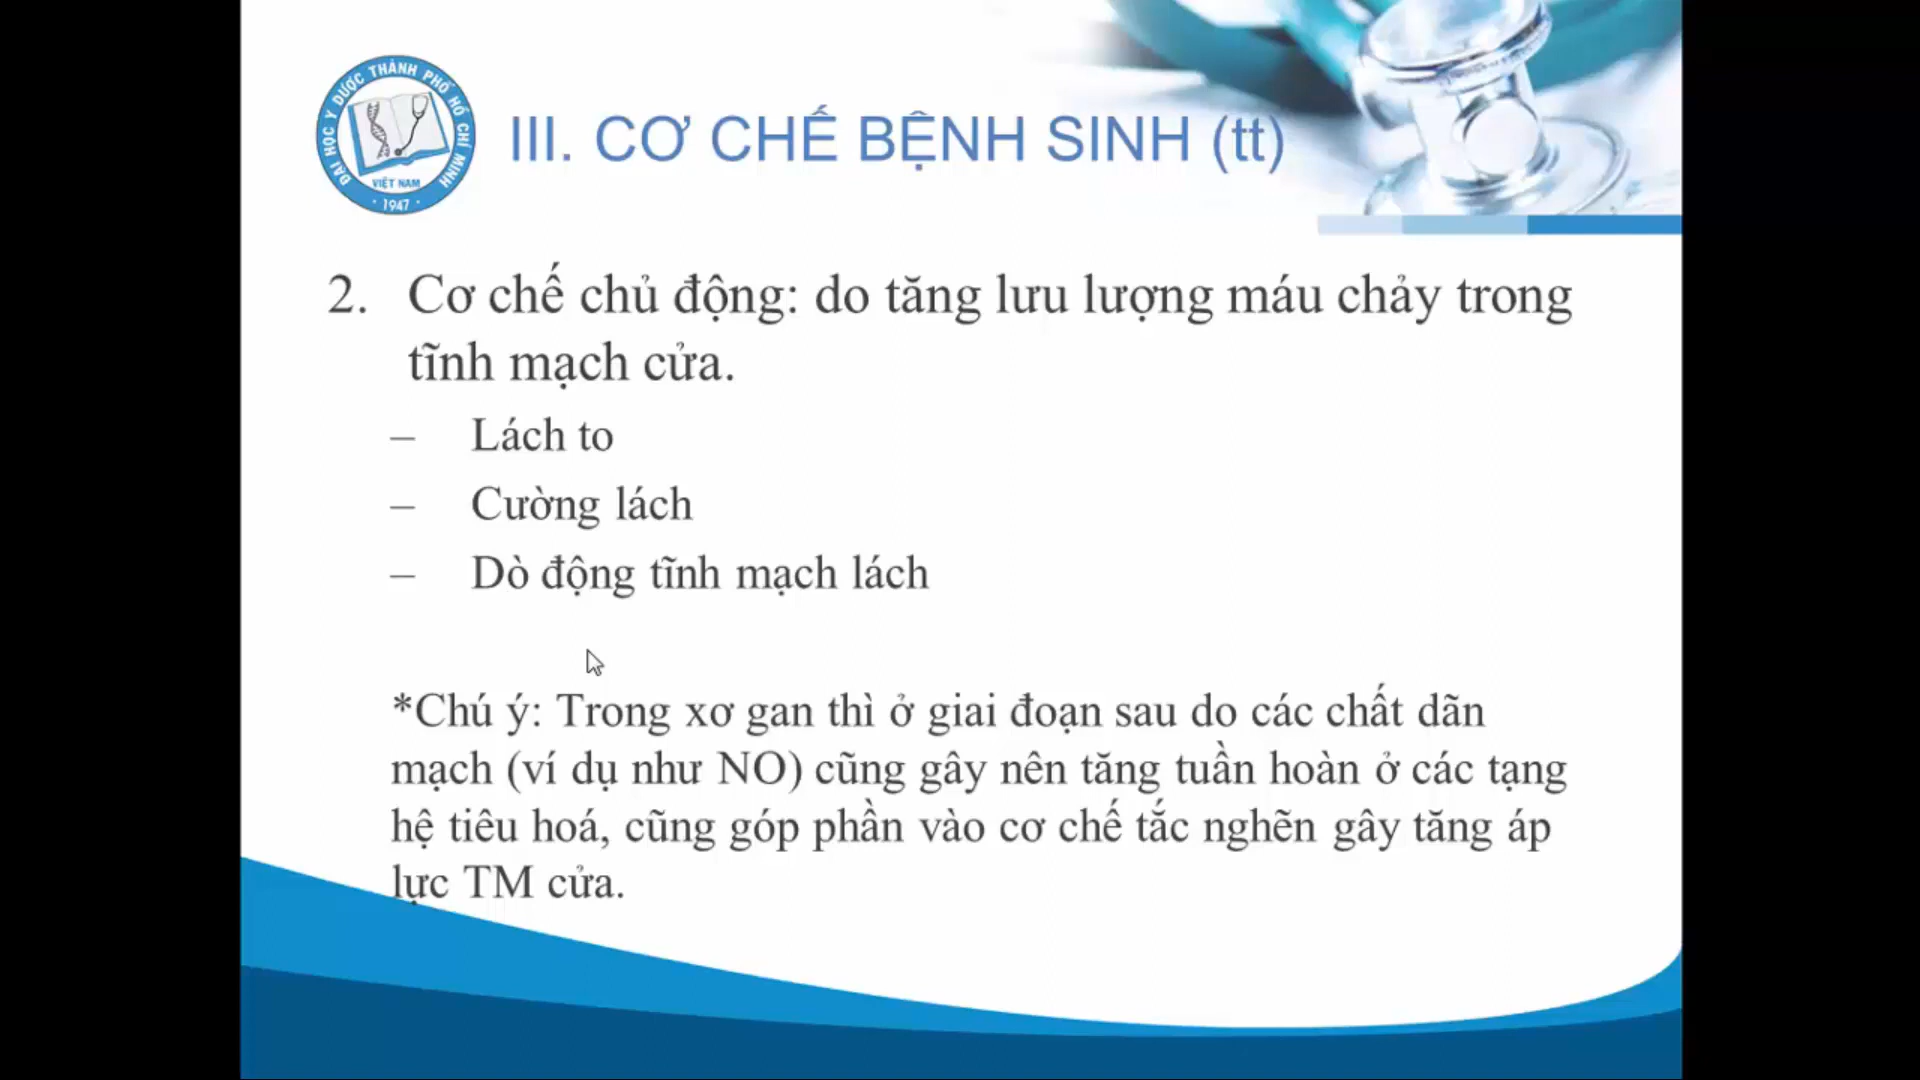 ĐẠI HỌC Y DƯỢC THÀNH PHỐ HỒ CHÍ MINH
VIỆT NAM
· 1947 ·
III. CƠ CHẾ BỆNH SINH (tt)
2. Cơ chế chủ động: do tăng lưu lượng máu chảy trong
tĩnh mạch cửa.
– Lách to
– Cường lách
– Dò động tĩnh mạch lách
*Chú ý: Trong xơ gan thì ở giai đoạn sau do các chất dãn
mạch (ví dụ như NO) cũng gây nên tăng tuần hoàn ở các tạng
hệ tiêu hoá, cũng góp phần vào cơ chế tắc nghẽn gây tăng áp
lực TM cửa.